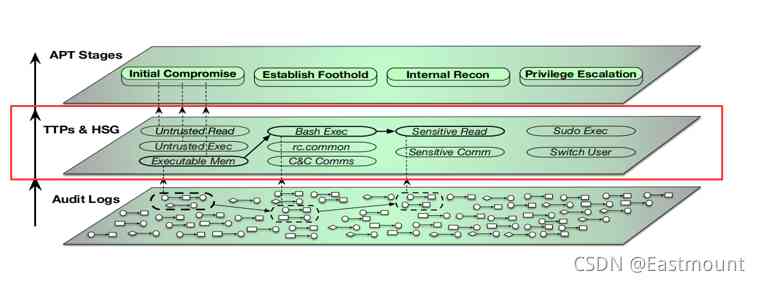 APT Stages
Initial Compromise
Establish Foothold
Internal Recon
Privilege Escalation
TTPs & HSG
Untrusted Read
Bash Exec
Sensitive Read
Sudo Exec
Untrusted Exec
rc.common
Sensitive Comm
Switch User
Executable Mem
C&C Comms
Audit Logs
CSDN @Eastmount